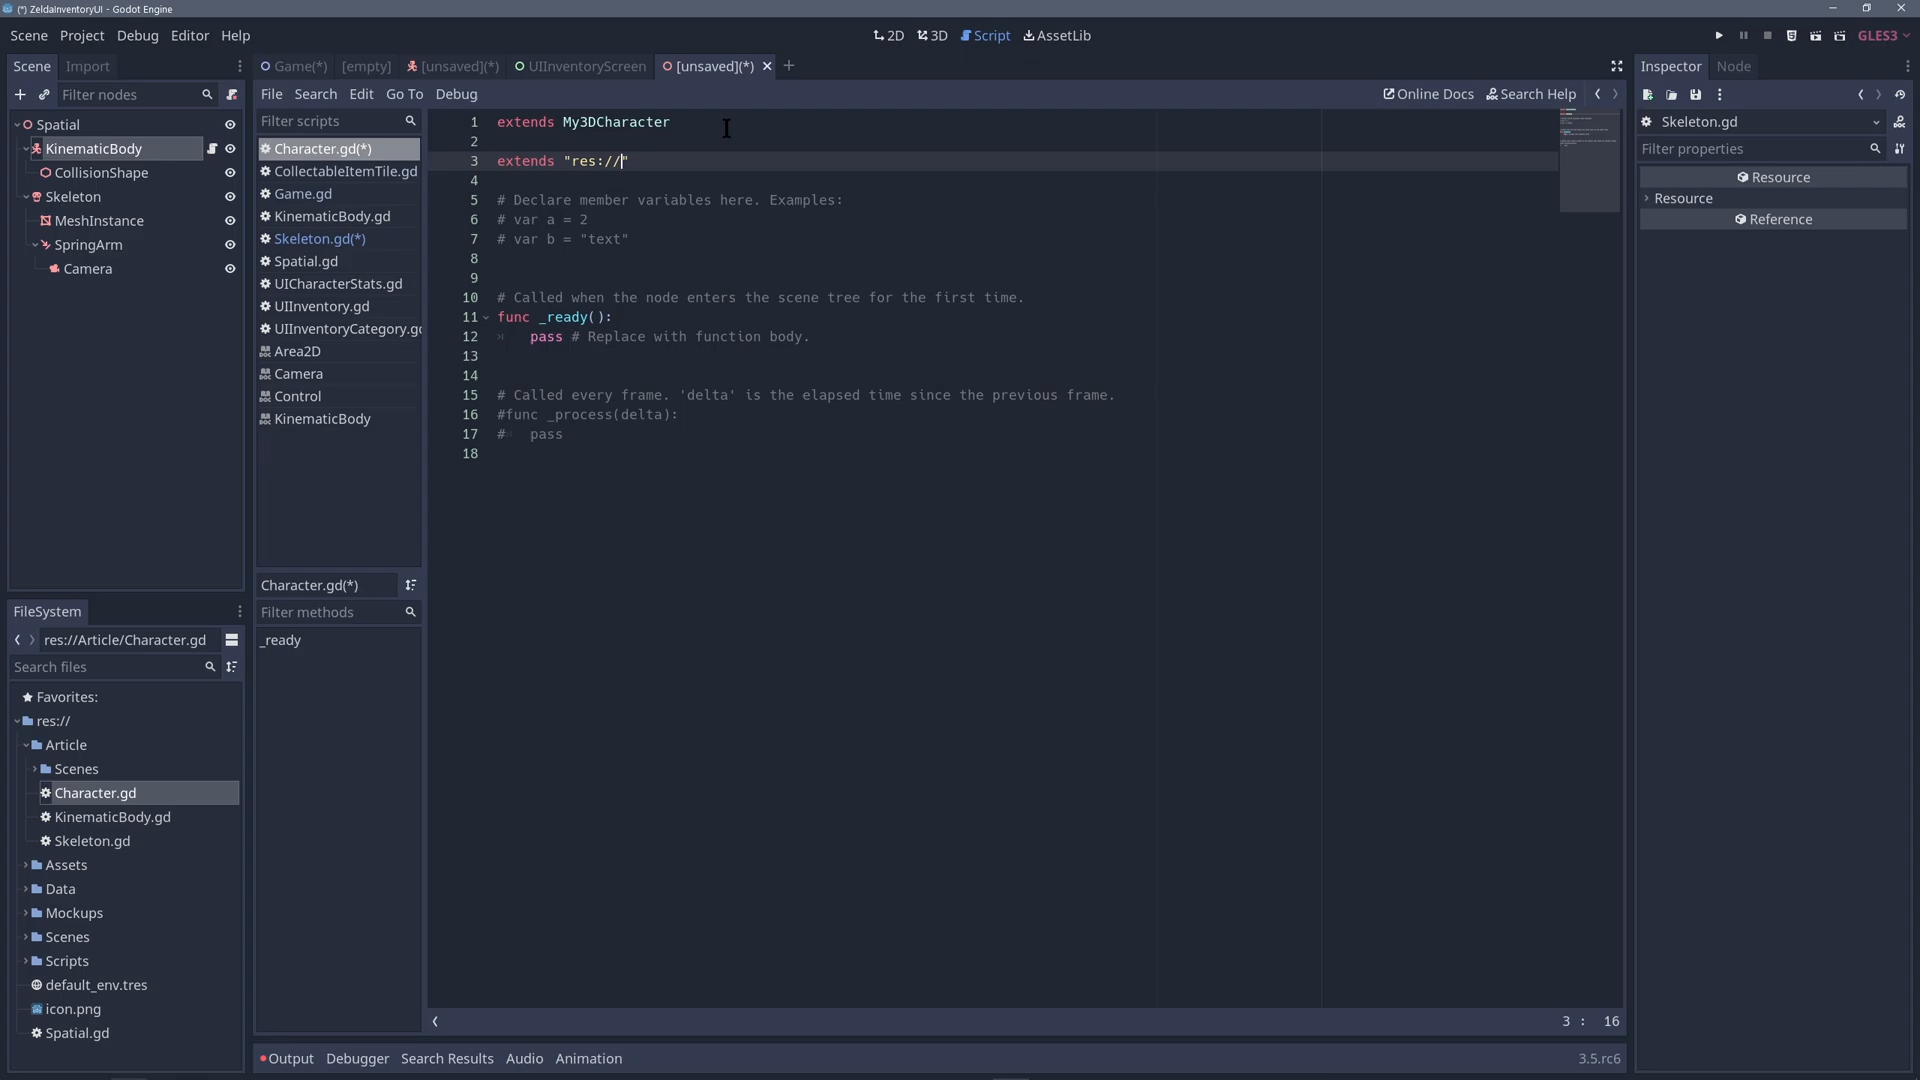 (*) ZeldaInventoryUI - Godot Engine
Scene Project Debug Editor Help
2D 3D Script AssetLib
GLES3
Scene Import
Game(*) [empty] [unsaved](*) UIInventoryScreen [unsaved](*)
Inspector Node
Filter nodes
File Search Edit Go To Debug
Online Docs Search Help
Spatial
KinematicBody
CollisionShape
Skeleton
MeshInstance
SpringArm
Camera
Filter scripts
Character.gd(*)
CollectableItemTile.gd
Game.gd
KinematicBody.gd
Skeleton.gd(*)
Spatial.gd
UICharacterStats.gd
UIInventory.gd
UIInventoryCategory.gd
Area2D
Camera
Control
KinematicBody
Character.gd(*)
Filter methods
_ready
1 extends My3DCharacter
2
3 extends "res://"
4
5 # Declare member variables here. Examples:
6 # var a = 2
7 # var b = "text"
8
9
10 # Called when the node enters the scene tree for the first time.
11 func _ready():
12 pass # Replace with function body.
13
14
15 # Called every frame. 'delta' is the elapsed time since the previous frame.
16 #func _process(delta):
17 # pass
18
3 : 16
Skeleton.gd
Filter properties
Resource
Resource
Reference
FileSystem
res://Article/Character.gd
Search files
Favorites:
res://
Article
Scenes
Character.gd
KinematicBody.gd
Skeleton.gd
Assets
Data
Mockups
Scenes
Scripts
default_env.tres
icon.png
Spatial.gd
Output Debugger Search Results Audio Animation
3.5.rc6